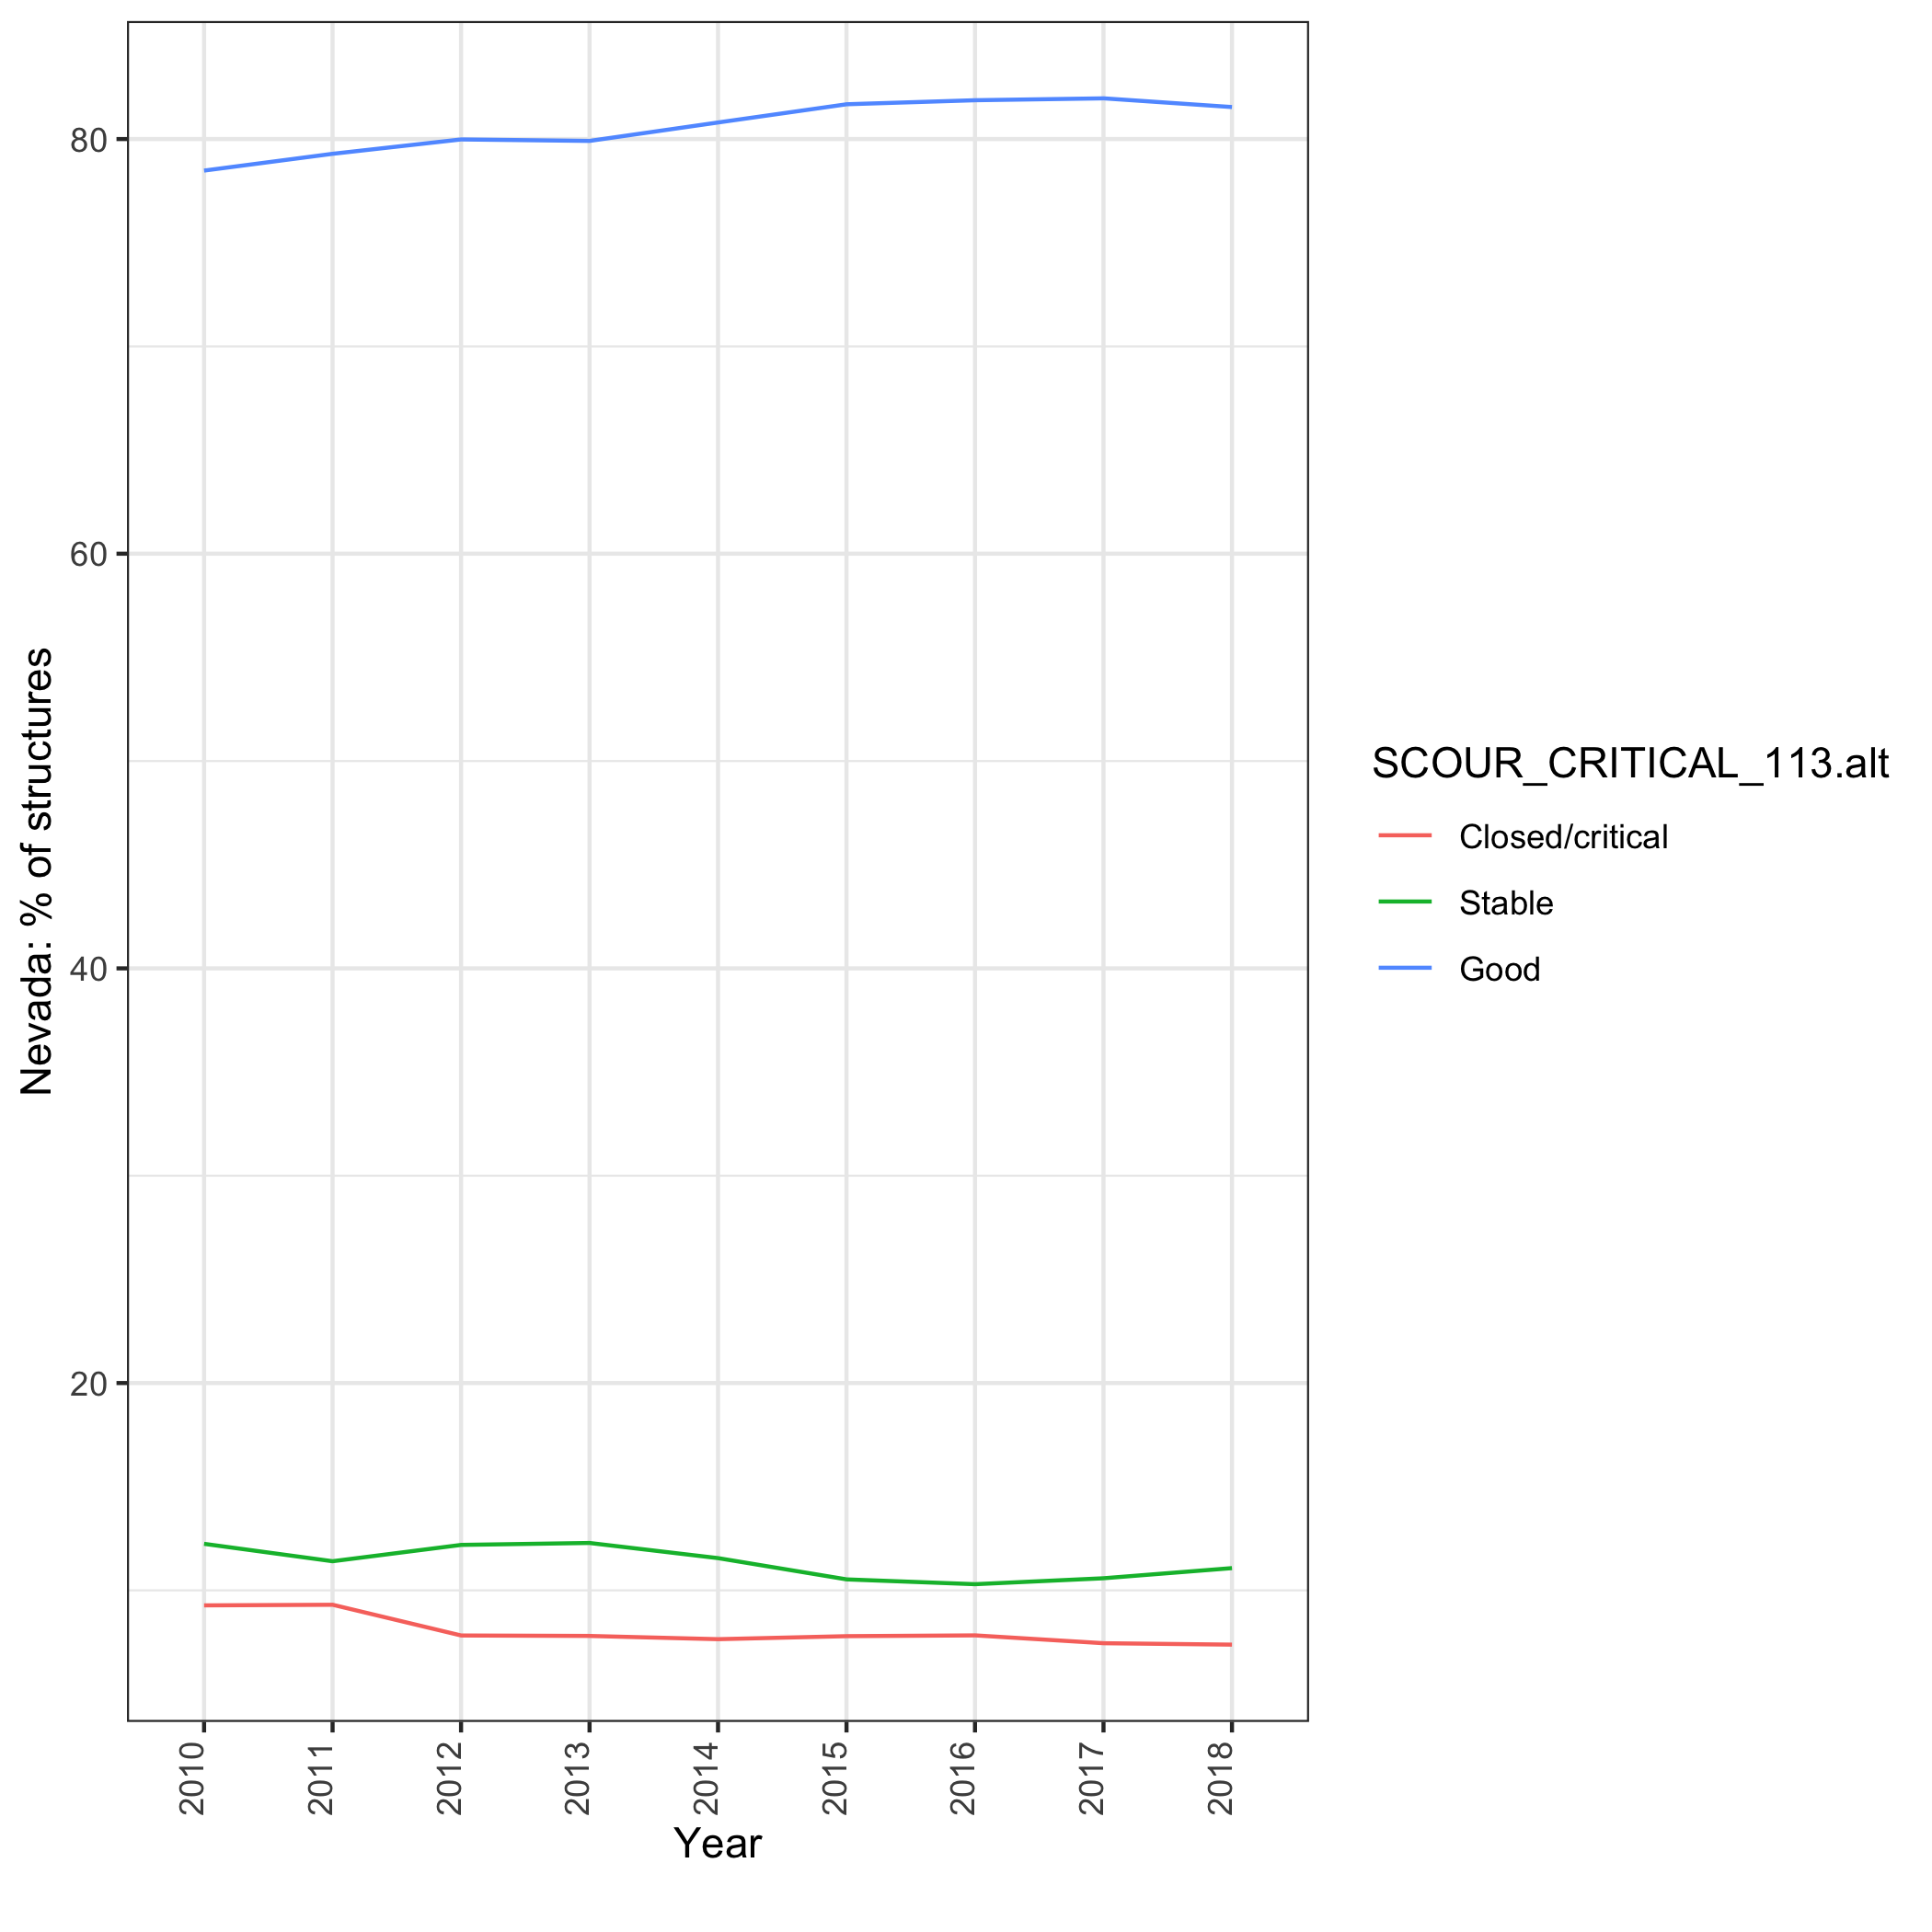 Nevada: % of structures
80
60
40
20
2010
2011
2012
2013
2014
2015
2016
2017
2018
Year
SCOUR_CRITICAL_113.alt
Closed/critical
Stable
Good